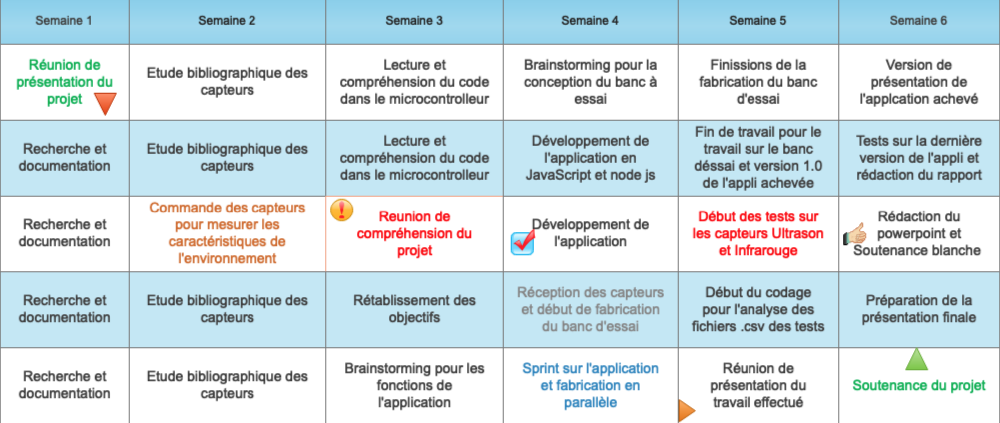 Semaine 1
Semaine 2
Semaine 3
Semaine 4
Semaine 5
Semaine 6
Réunion de
présentation du
projet
Etude bibliographique des
capteurs
Lecture et
compréhension du code
dans le microcontrolleur
Brainstorming pour la
conception du banc à
essai
Finissions de la
fabrication du banc
d'essai
Version de
présentation de
l'applcation achevé
Recherche et
documentation
Etude bibliographique des
capteurs
Lecture et
compréhension du code
dans le microcontrolleur
Développement de
l'application en
JavaScript et node js
Fin de travail pour le
travail sur le banc
déssai et version 1.0
de l'appli achevée
Tests sur la dernière
version de l'appli et
rédaction du rapport
Recherche et
documentation
Commande des capteurs
pour mesurer les
caractéristiques de
l'environnement
Reunion de
compréhension du
projet
Développement de
l'application
Début des tests sur
les capteurs Ultrason
et Infrarouge
Rédaction du
powerpoint et
Soutenance blanche
Recherche et
documentation
Etude bibliographique des
capteurs
Rétablissement des
objectifs
Réception des capteurs
et début de fabrication
du banc d'essai
Début du codage
pour l'analyse des
fichiers .csv des tests
Préparation de la
présentation finale
Recherche et
documentation
Etude bibliographique des
capteurs
Brainstorming pour les
fonctions de
l'application
Sprint sur l'application
et fabrication en
parallèle
Réunion de
présentation du
travail effectué
Soutenance du projet